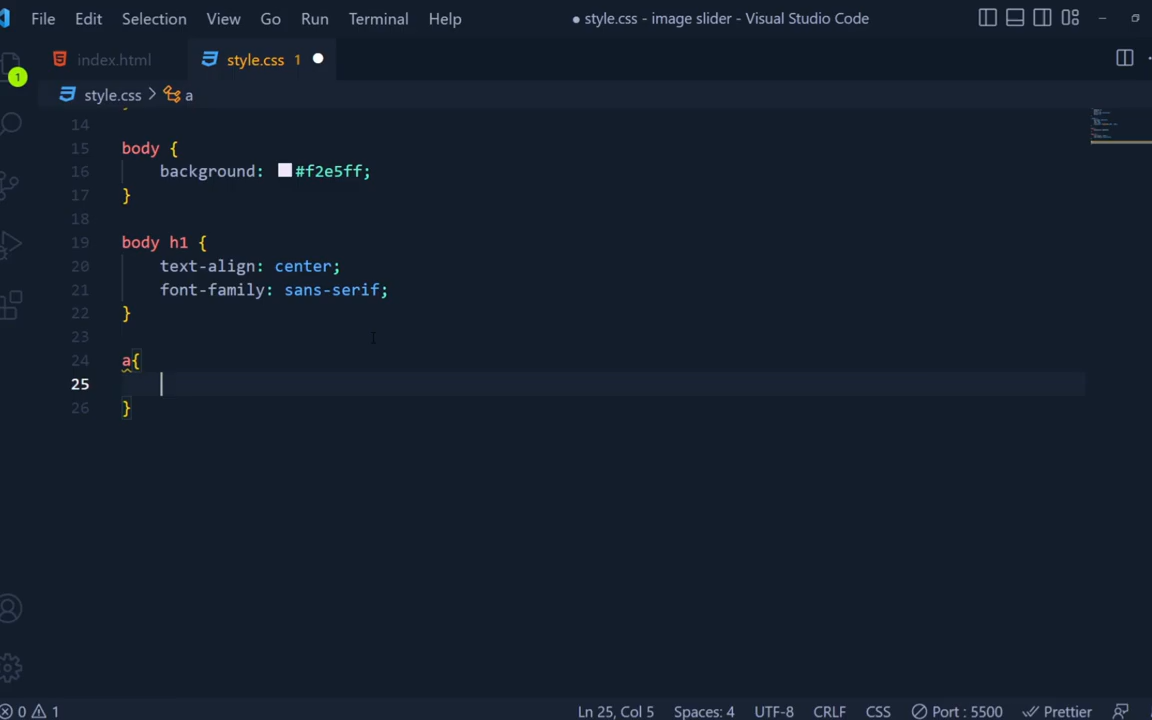 File Edit Selection View Go Run Terminal Help ● style.css - image slider - Visual Studio Code
index.html style.css 1
1
style.css > a
14
15 body {
16 background: #f2e5ff;
17 }
18
19 body h1 {
20 text-align: center;
21 font-family: sans-serif;
22 }
23
24 a{
25
26 }
0 1 Ln 25, Col 5 Spaces: 4 UTF-8 CRLF CSS Port : 5500 Prettier